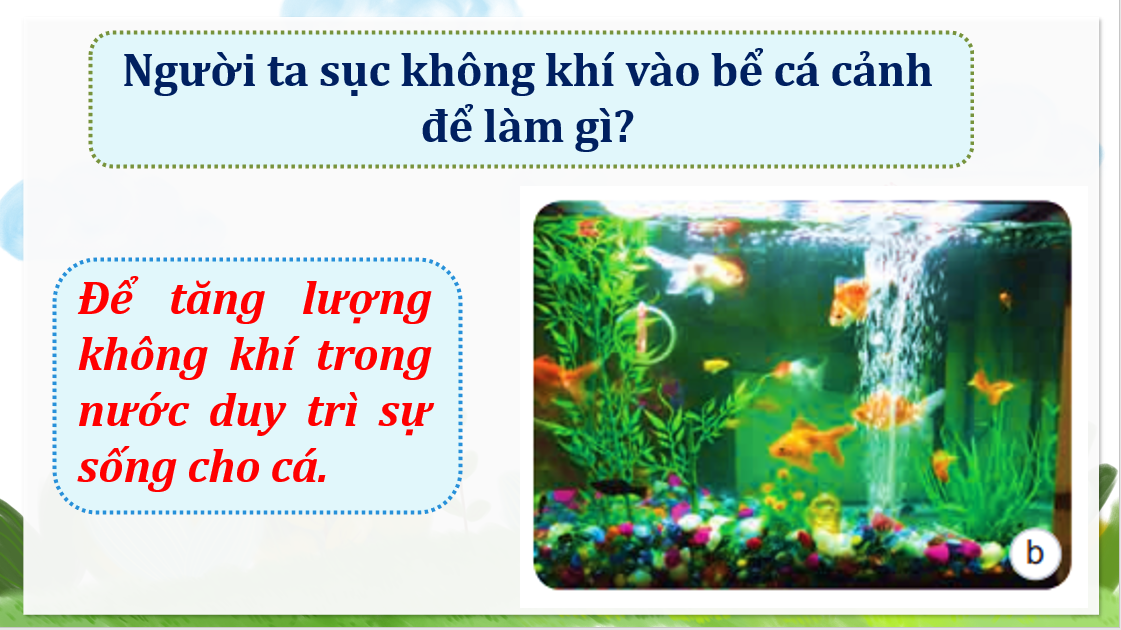 Người ta sục không khí vào bể cá cảnh
để làm gì?
Để tăng lượng
không khí trong
nước duy trì sự
sống cho cá.
b